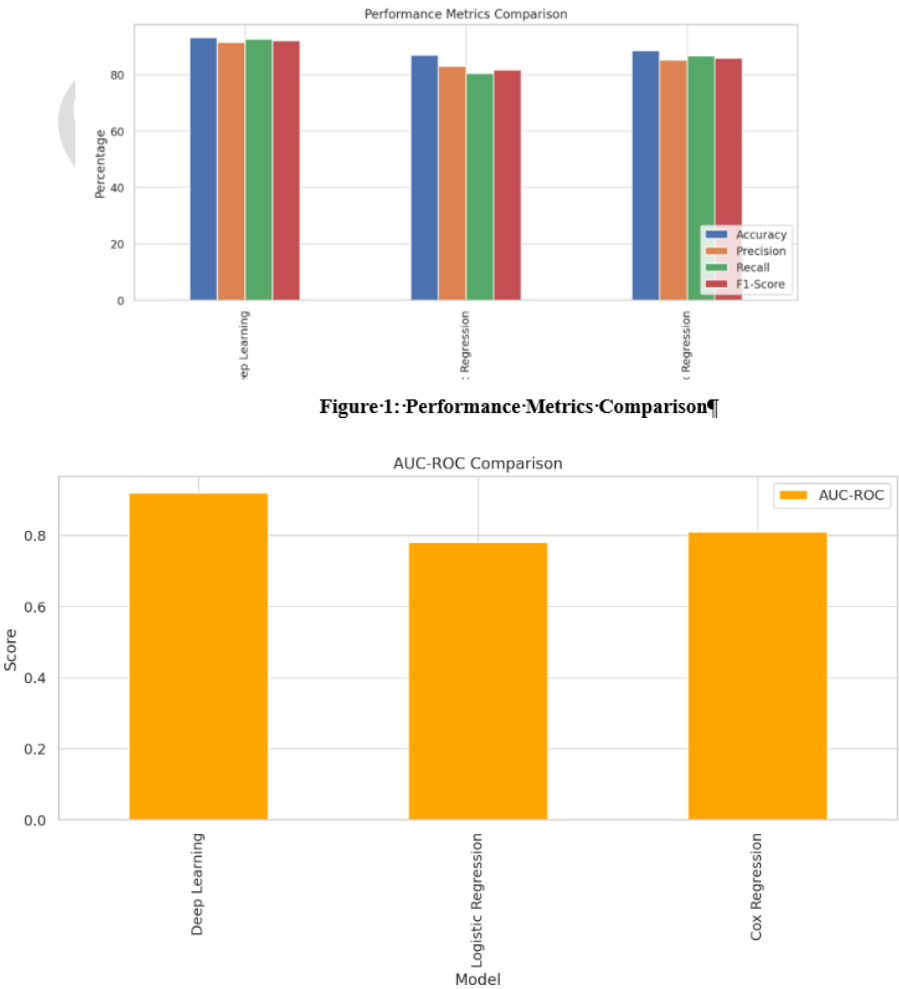 Performance Metrics Comparison
Percentage
80
60
40
20
0
Accuracy
Precision
Recall
F1-Score
ep Learning
: Regression
Regression
Figure·1:·Performance·Metrics·Comparison¶
AUC-ROC Comparison
AUC-ROC
Score
0.8
0.6
0.4
0.2
0.0
Deep Learning
Logistic Regression
Cox Regression
Model